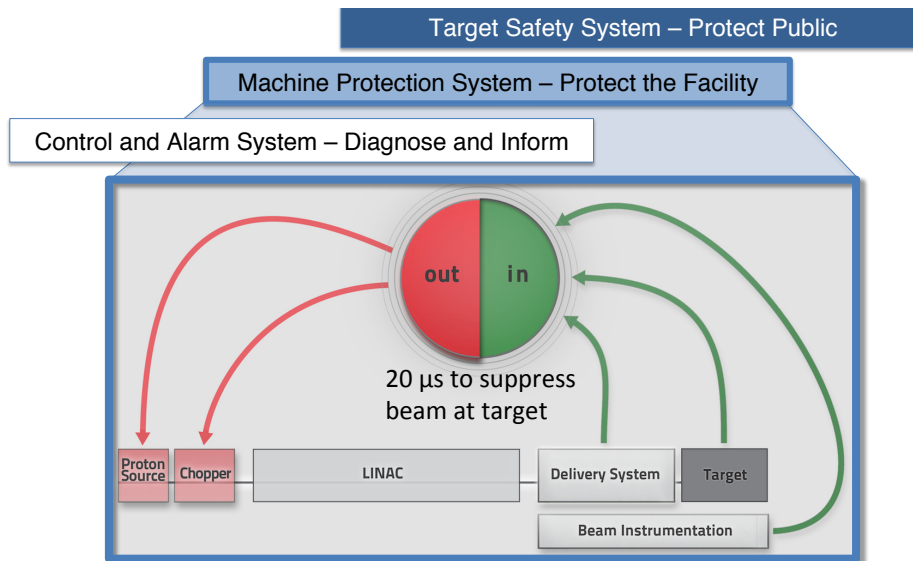 Target Safety System – Protect Public
Machine Protection System – Protect the Facility
Control and Alarm System – Diagnose and Inform
out
in
20 μs to suppress
beam at target
Proton
Source
Chopper
LINAC
Delivery System
Target
Beam Instrumentation